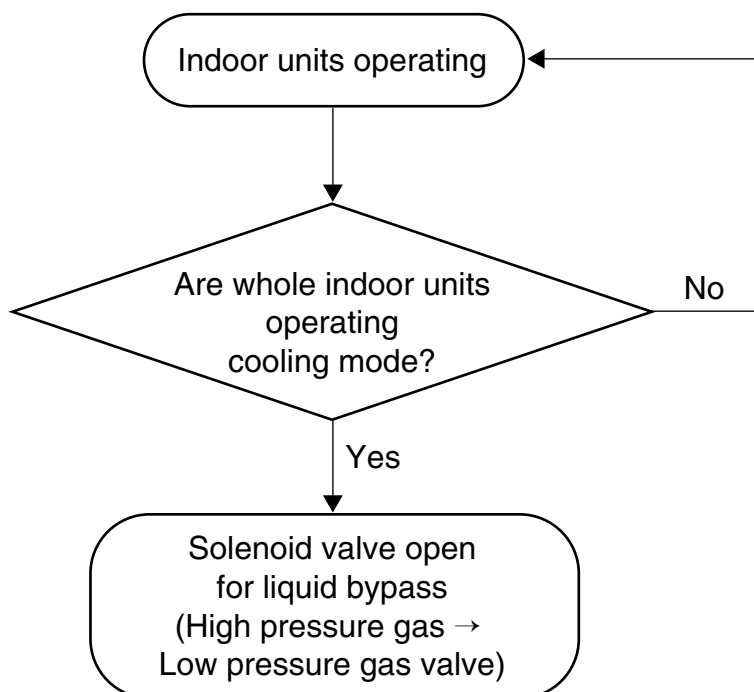 Indoor units operating
Are whole indoor units
operating
cooling mode?
No
Yes
Solenoid valve open
for liquid bypass
(High pressure gas →
Low pressure gas valve)